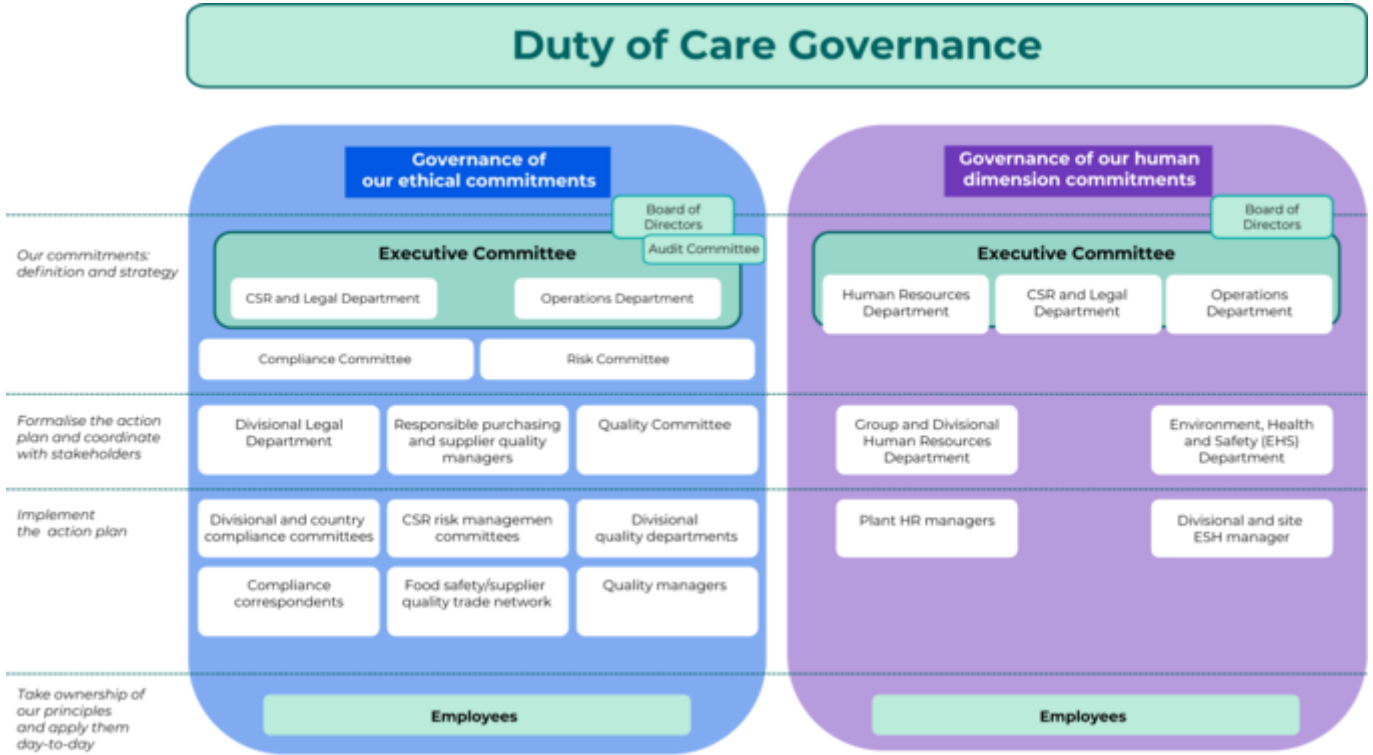 Duty of Care Governance
Governance of
our ethical commitments
Governance of our human
dimension commitments
Board of
Directors
Audit Committee
Board of
Directors
Our commitments:
definition and strategy
Executive Committee
CSR and Legal Department
Operations Department
Compliance Committee
Risk Committee
Executive Committee
Human Resources
Department
CSR and Legal
Department
Operations
Department
Formalise the action
plan and coordinate
with stakeholders
Divisional Legal
Department
Responsible purchasing
and supplier quality
managers
Quality Committee
Group and Divisional
Human Resources
Department
Environment, Health
and Safety (EHS)
Department
Implement
the action plan
Divisional and country
compliance committees
CSR risk managemen
committees
Divisional
quality departments
Plant HR managers
Divisional and site
ESH manager
Compliance
correspondents
Food safety/supplier
quality trade network
Quality managers
Take ownership of
our principles
and apply them
day-to-day
Employees
Employees